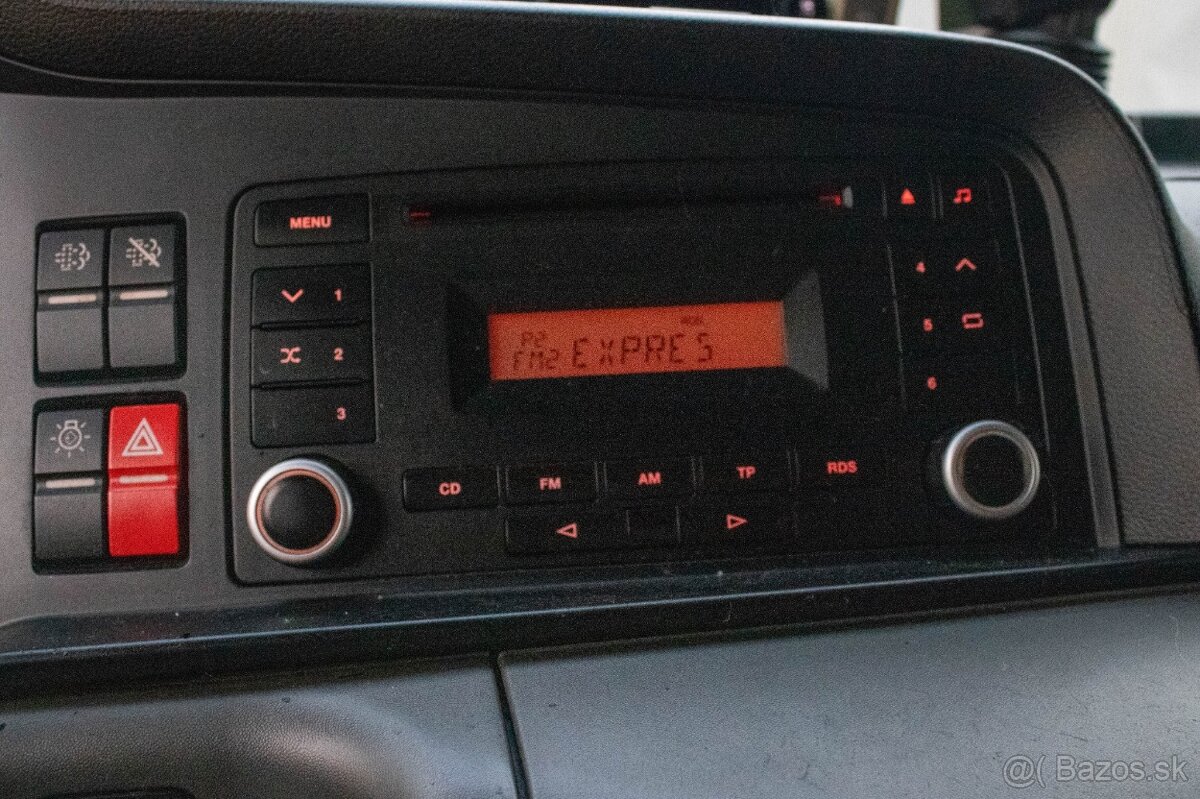 MENU
1
2
3
4
5
6
P2
FM2 EXPRES
CD FM AM TP RDS
@( Bazos.sk